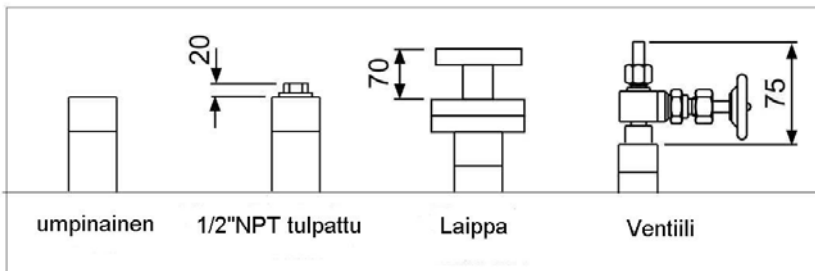 20
70
75
umpinainen
1/2"NPT tulpattu
Laippa
Ventiili